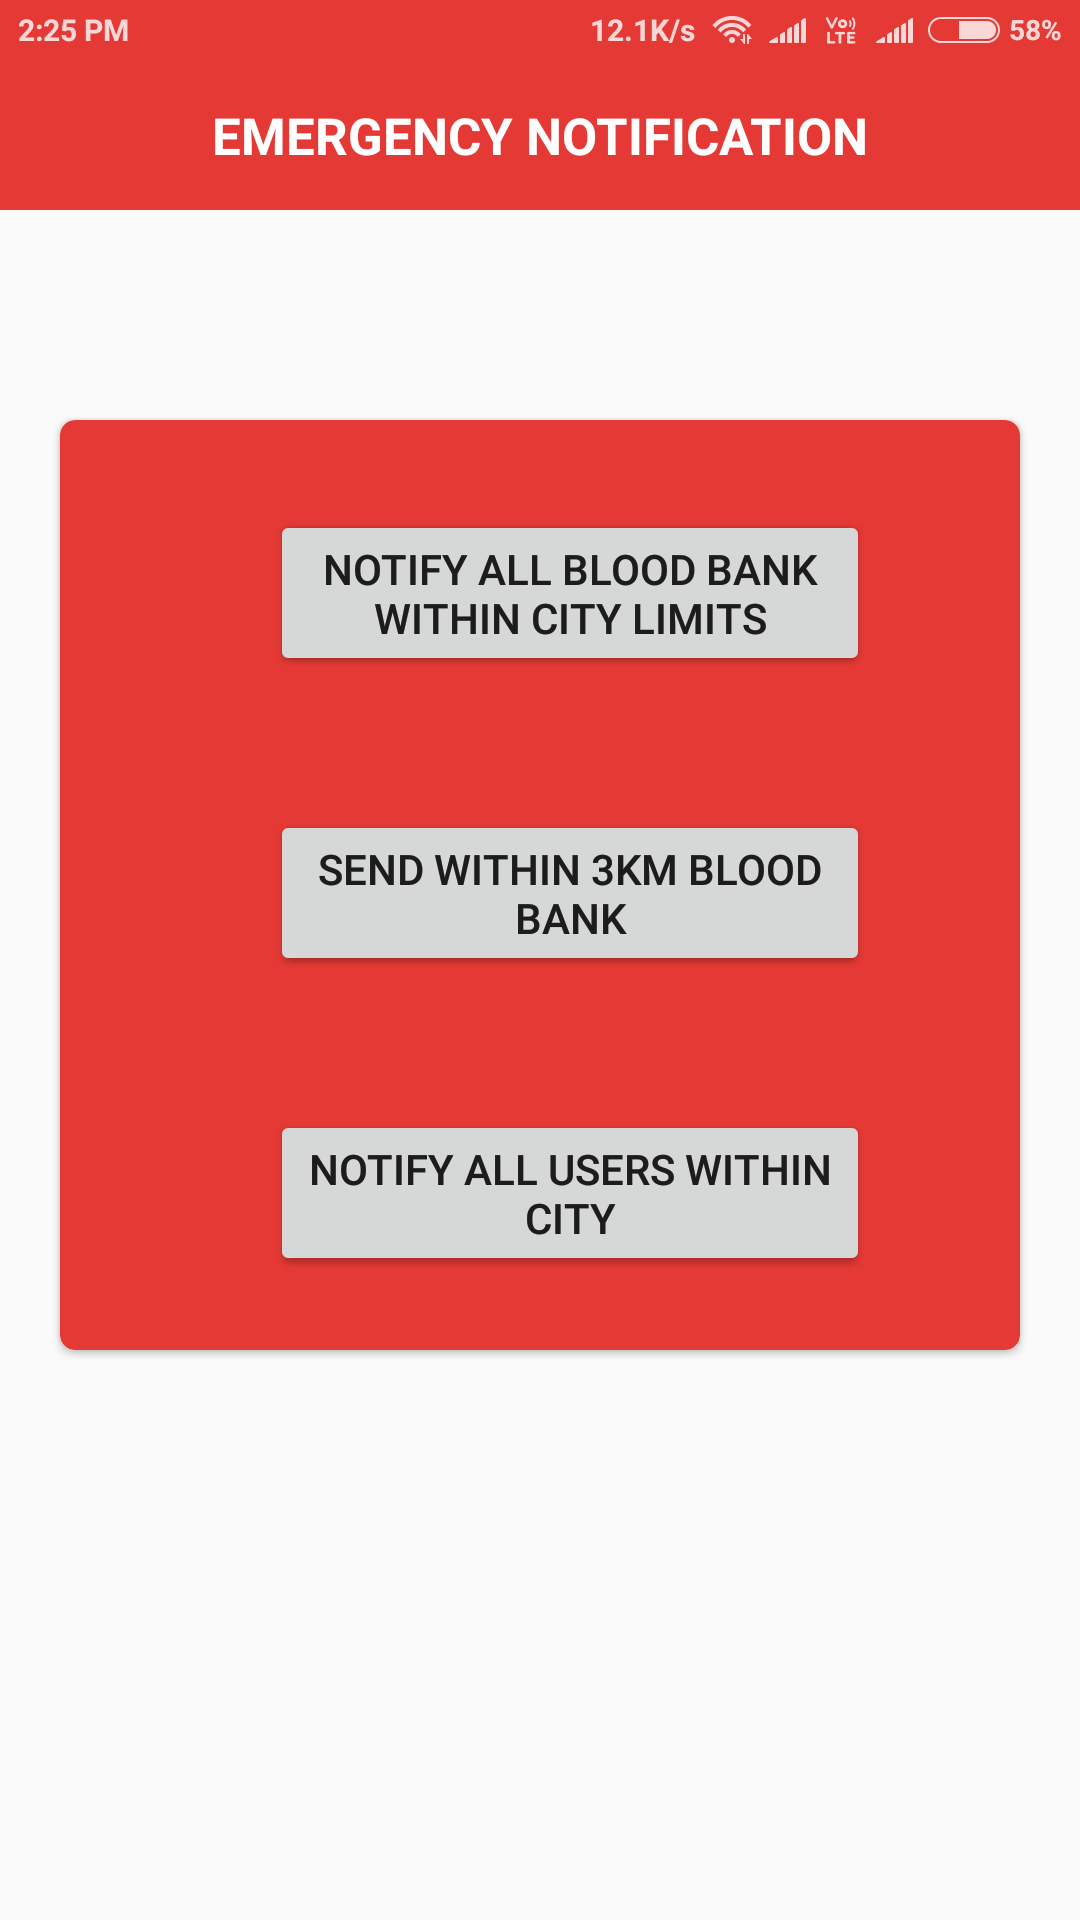 2:25 PM 12.1K/s VO LTE 58%
EMERGENCY NOTIFICATION
NOTIFY ALL BLOOD BANK
WITHIN CITY LIMITS
SEND WITHIN 3KM BLOOD
BANK
NOTIFY ALL USERS WITHIN
CITY